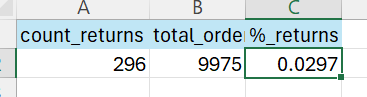 A B C
count_returns total_orde %_returns
296 9975 0.0297